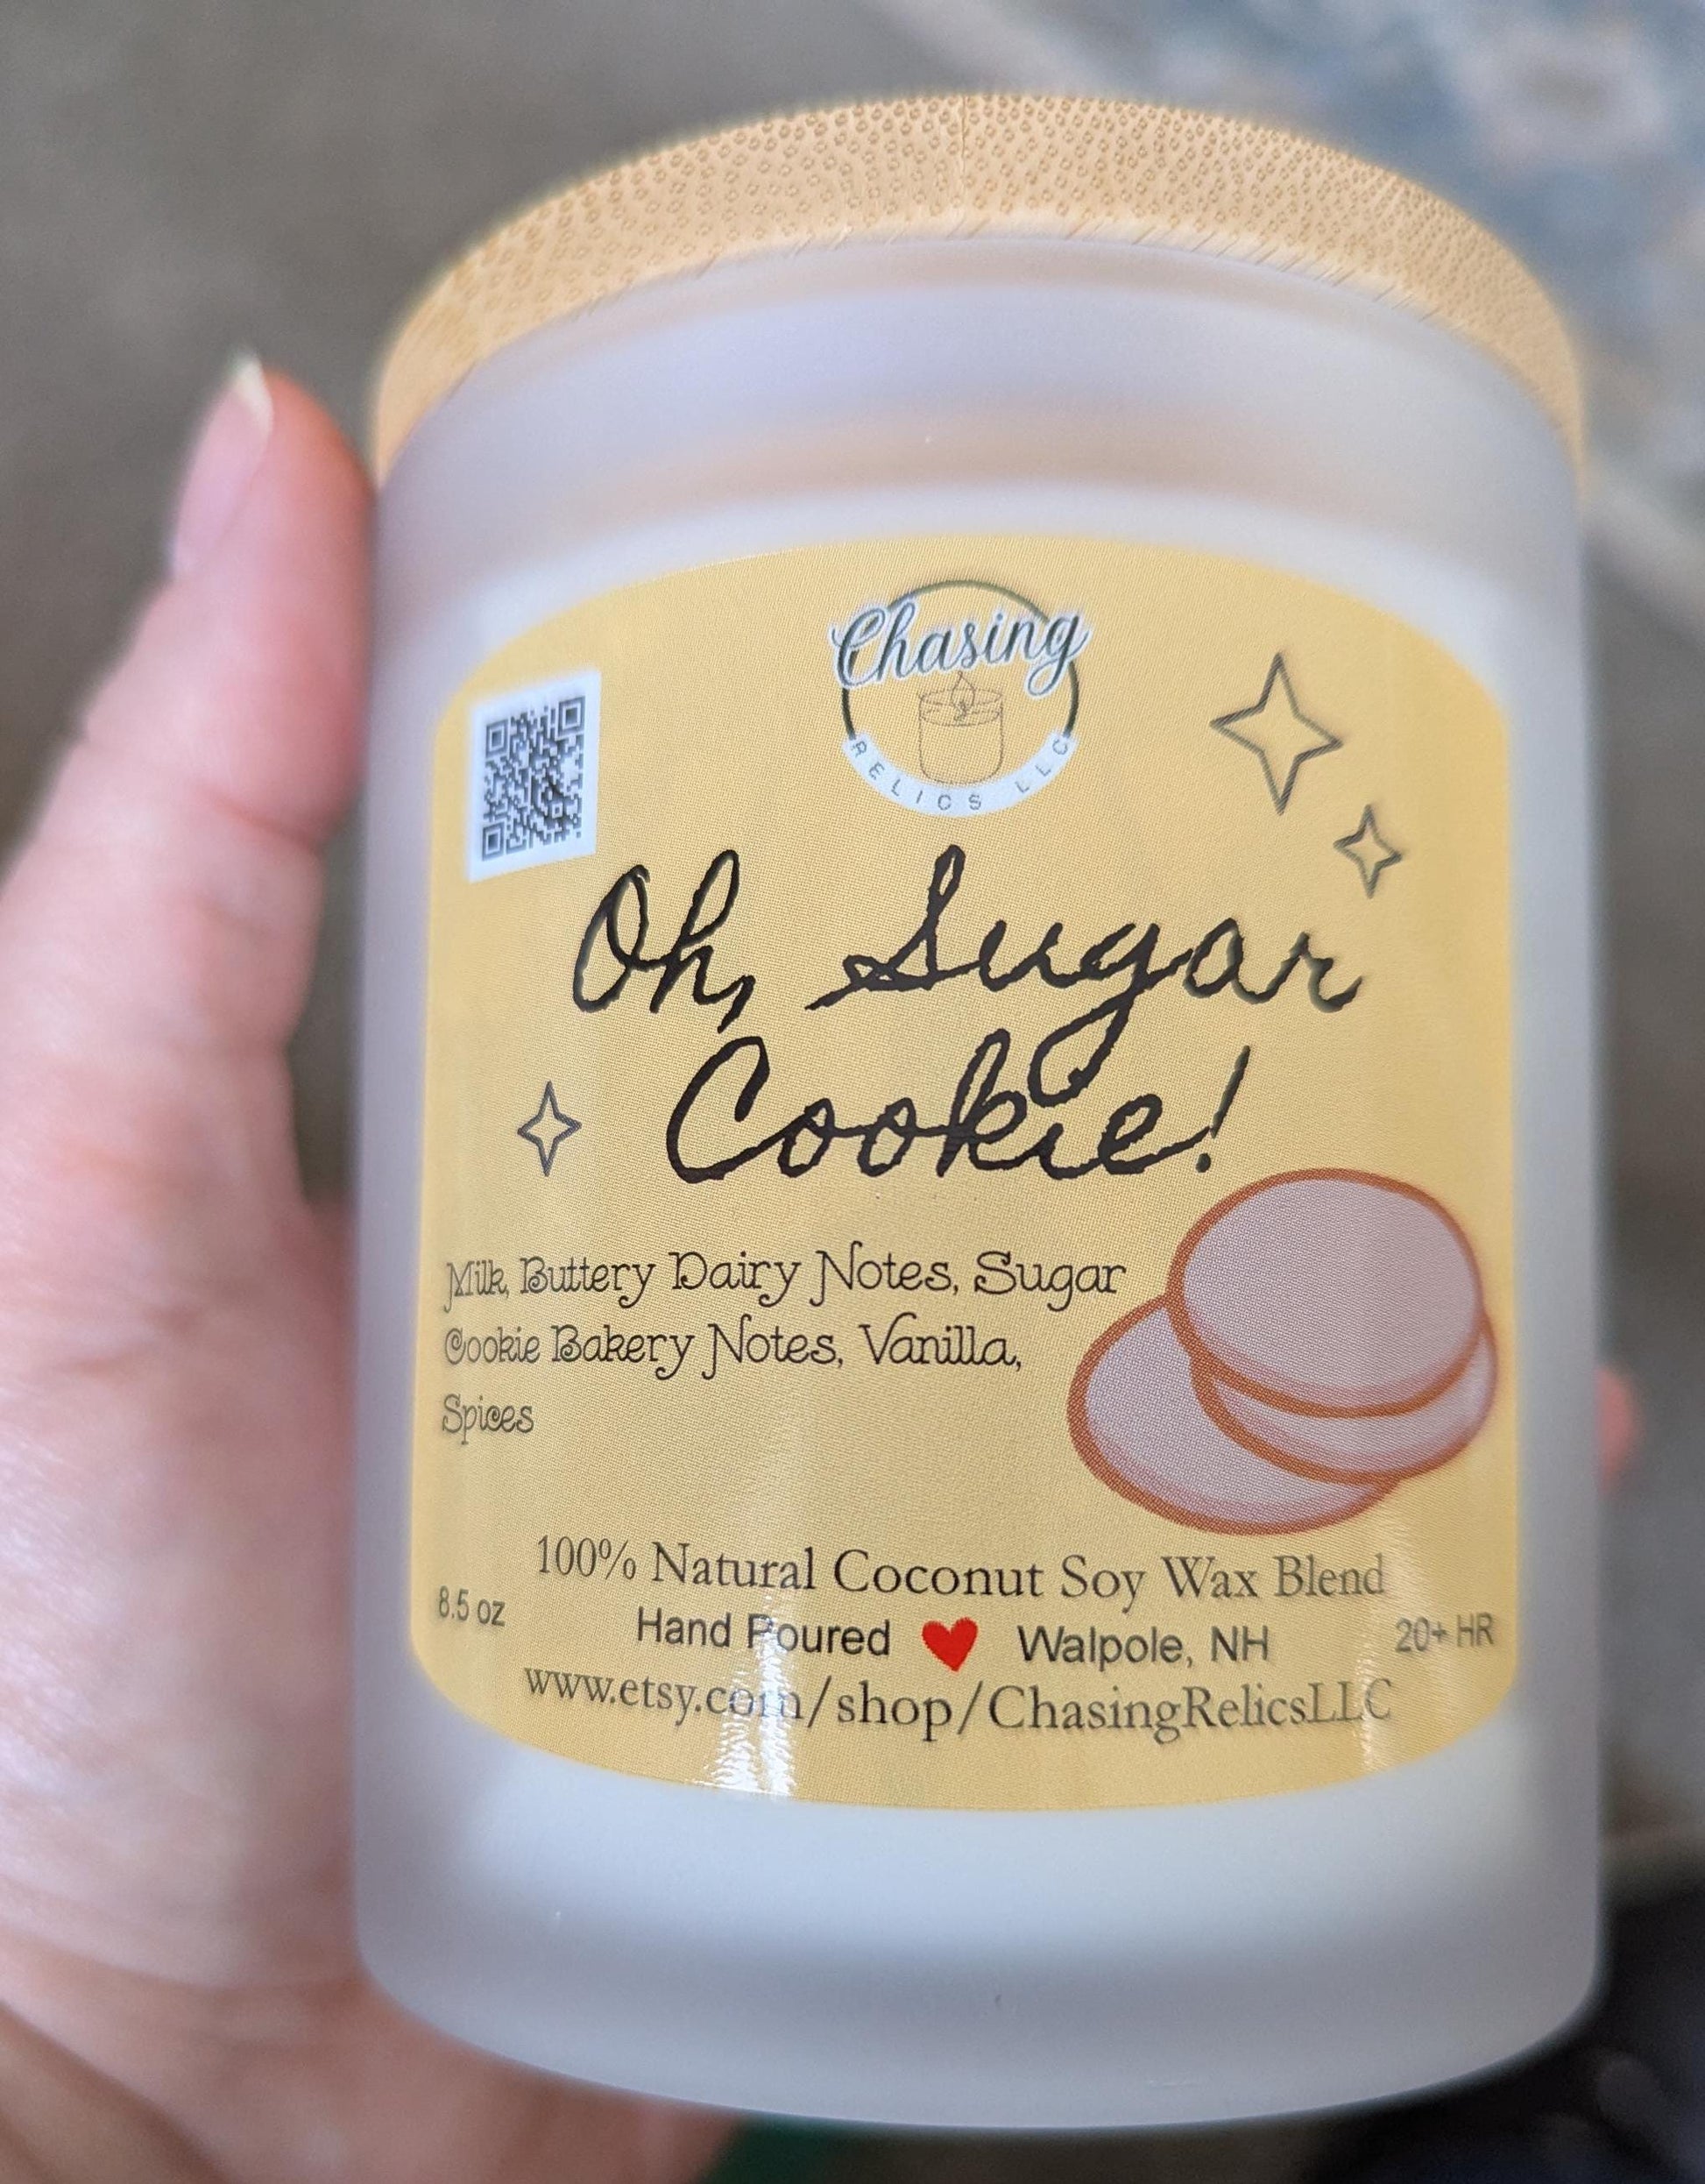 Chasing
RELICS LLC
Oh, Sugar
Cookie!
Milk, Buttery Dairy Notes, Sugar
Cookie Bakery Notes, Vanilla,
Spices
100% Natural Coconut Soy Wax Blend
8.5 oz
Hand Poured ❤ Walpole, NH
20+ HR
www.etsy.com/shop/ChasingRelicsLLC